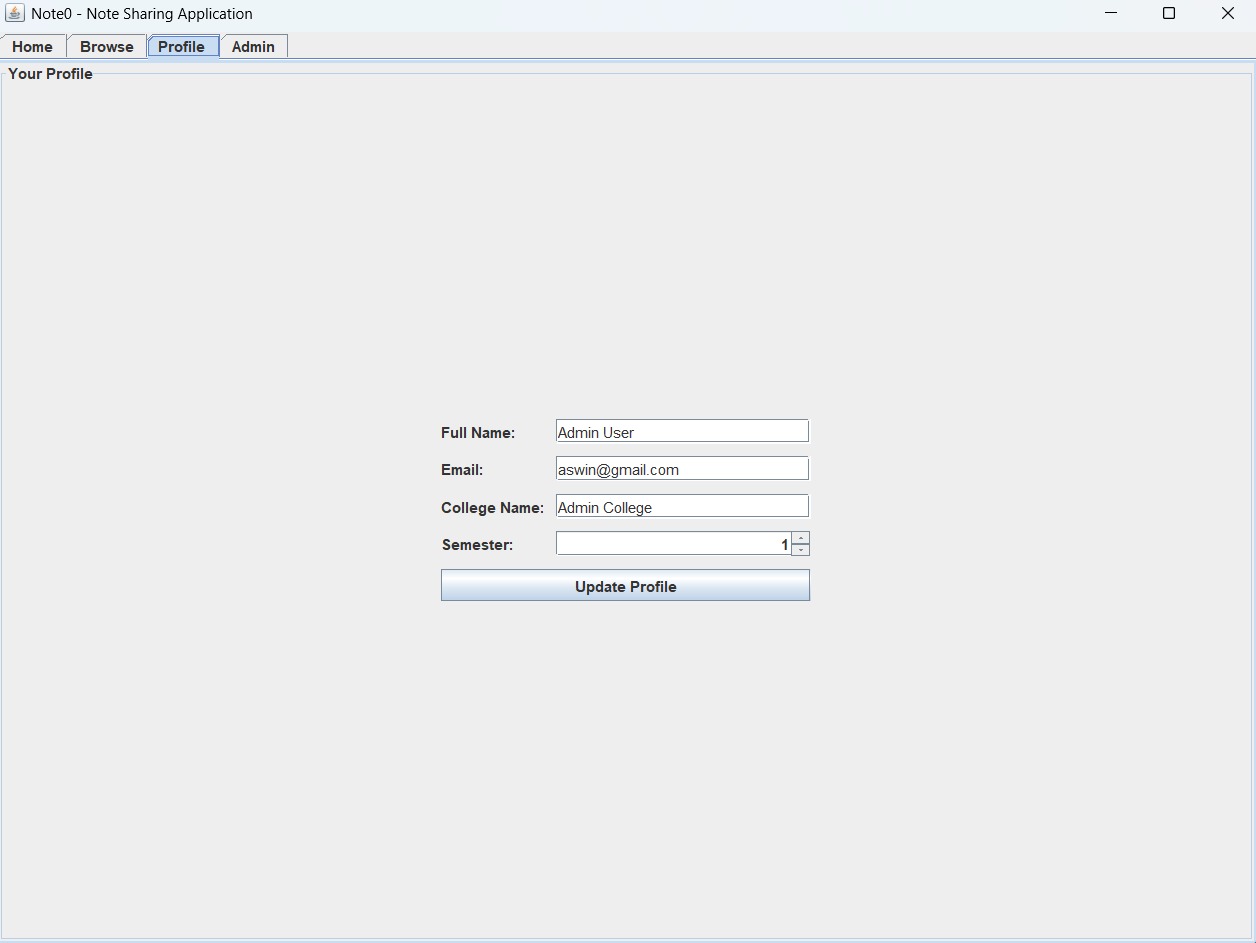 Note0 - Note Sharing Application
Home Browse Profile Admin
Your Profile
Full Name: Admin User
Email: aswin@gmail.com
College Name: Admin College
Semester: 1
Update Profile